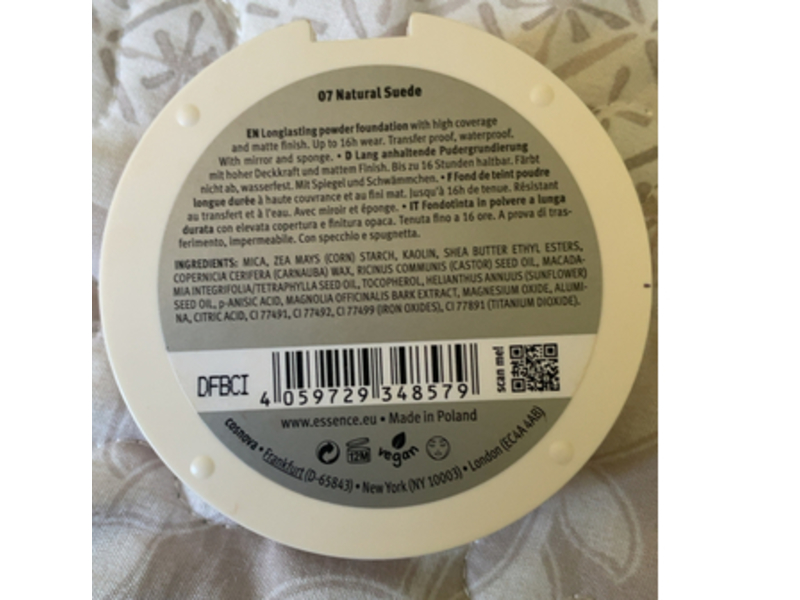 07 Natural Suede
EN Longlasting powder foundation with high coverage
and matte finish. Up to 16h wear. Transfer proof, waterproof.
With mirror and sponge. • D Lang anhaltende Pudergrundierung
mit hoher Deckkraft und mattem Finish. Bis zu 16 Stunden haltbar. Färbt
nicht ab, wasserfest. Mit Spiegel und Schwämmchen. • F Fond de teint poudre
longue durée à haute couvrance et au fini mat. Jusqu'à 16h de tenue. Résistant
au transfert et à l'eau. Avec miroir et éponge. • IT Fondotinta in polvere a lunga
durata con elevata copertura e finitura opaca. Tenuta fino a 16 ore. A prova di tras-
ferimento, impermeabile. Con specchio e spugnetta.
INGREDIENTS: MICA, ZEA MAYS (CORN) STARCH, KAOLIN, SHEA BUTTER ETHYL ESTERS,
COPERNICIA CERIFERA (CARNAUBA) WAX, RICINUS COMMUNIS (CASTOR) SEED OIL, MACADA-
MIA INTEGRIFOLIA/TETRAPHYLLA SEED OIL, TOCOPHEROL, HELIANTHUS ANNUUS (SUNFLOWER)
SEED OIL, p-ANISIC ACID, MAGNOLIA OFFICINALIS BARK EXTRACT, MAGNESIUM OXIDE, ALUMI-
NA, CITRIC ACID, CI 77491, CI 77492, CI 77499 (IRON OXIDES), CI 77891 (TITANIUM DIOXIDE).
DFBCI
4 059729 348579
scan me!
www.essence.eu • Made in Poland
12M vegan
cosnova • Frankfurt (D-65843) • New York (NY 10003) • London (EC4A 4AB)